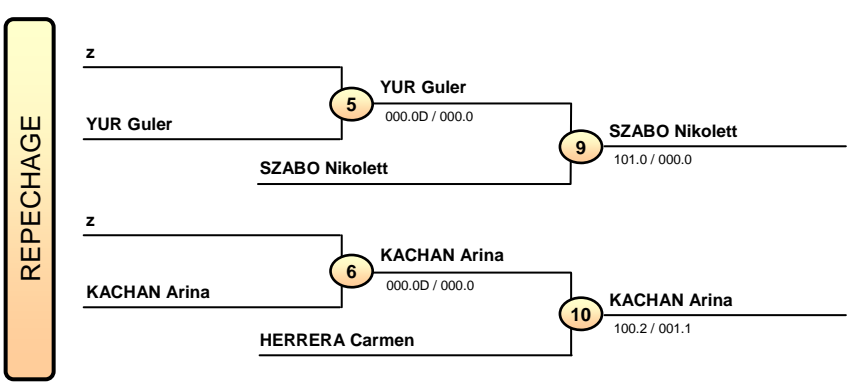 REPECHAGE
z
YUR Guler
5
YUR Guler
000.0D / 000.0
SZABO Nikolett
9
SZABO Nikolett
101.0 / 000.0
z
KACHAN Arina
6
KACHAN Arina
000.0D / 000.0
HERRERA Carmen
10
KACHAN Arina
100.2 / 001.1